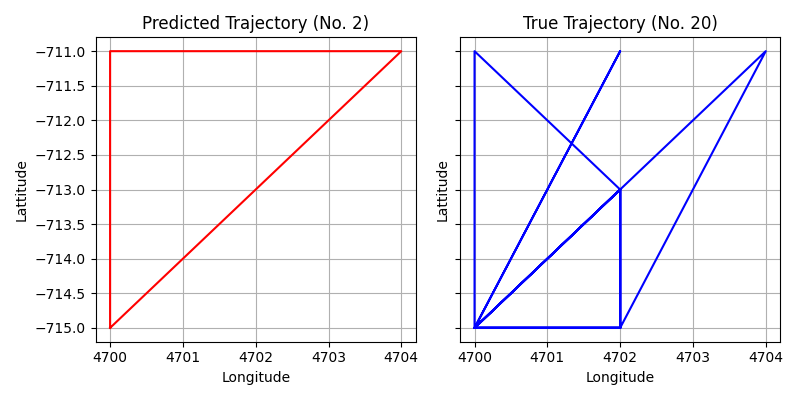 Predicted Trajectory (No. 2)
True Trajectory (No. 20)
−711.0
−711.5
−712.0
−712.5
−713.0
−713.5
−714.0
−714.5
−715.0
Lattitude
Lattitude
4700 4701 4702 4703 4704
4700 4701 4702 4703 4704
Longitude
Longitude